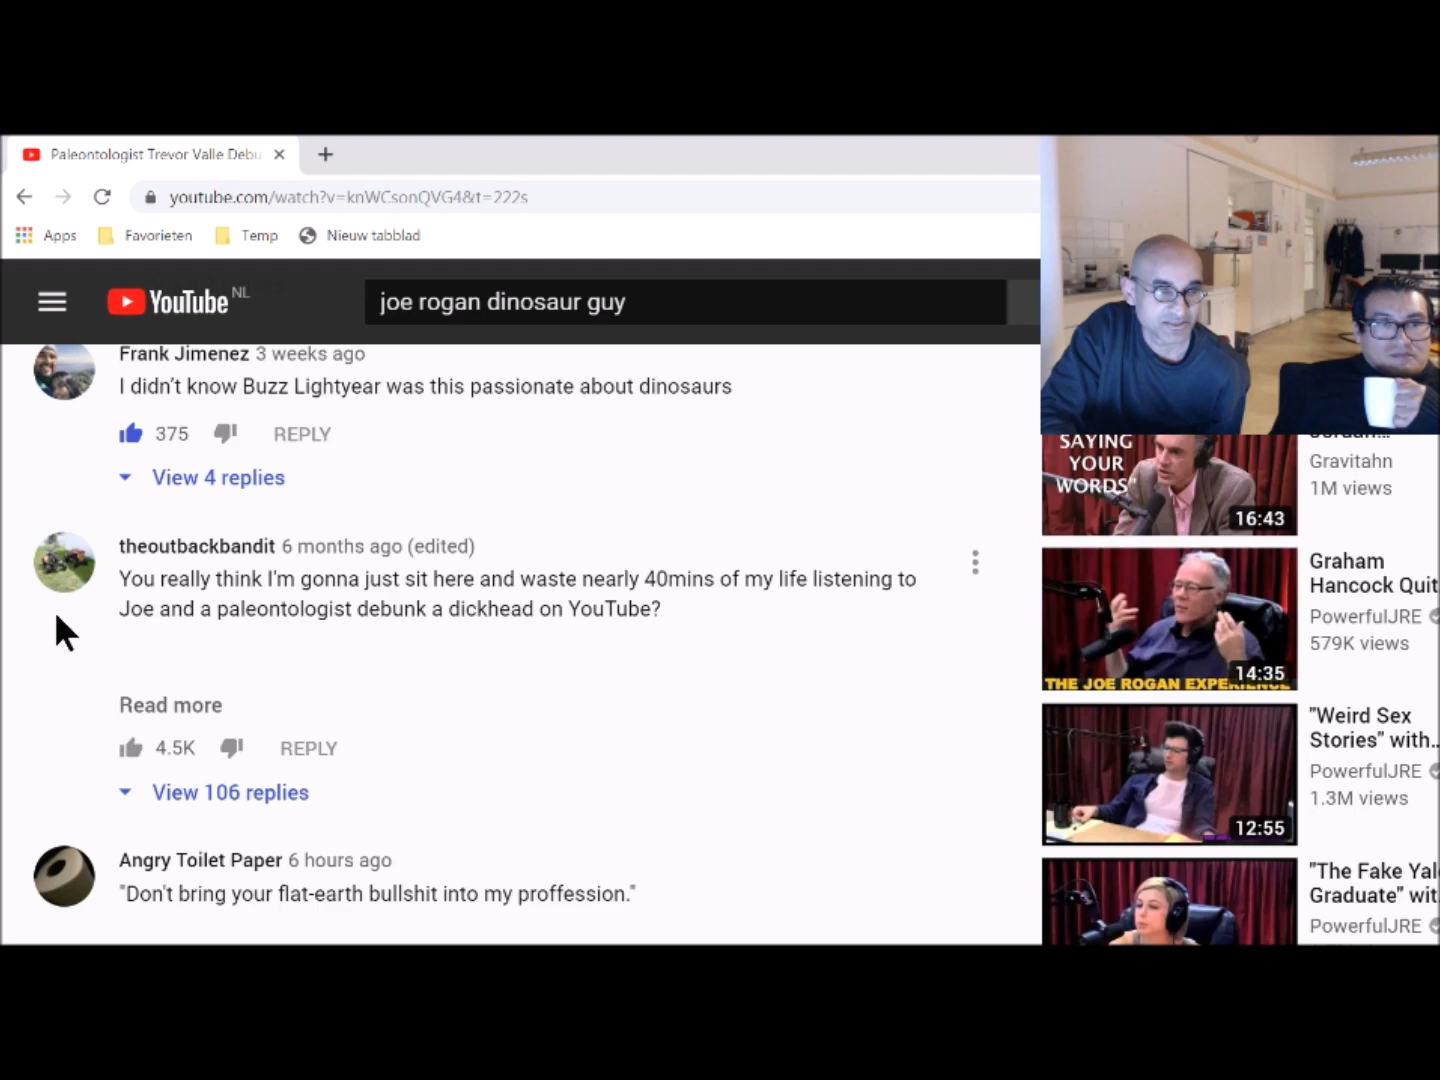 Paleontologist Trevor Valle Debu
youtube.com/watch?v=knWCsonQVG4&t=222s
Apps Favorieten Temp Nieuw tabblad
YouTube NL
joe rogan dinosaur guy
Frank Jimenez 3 weeks ago
I didn't know Buzz Lightyear was this passionate about dinosaurs
375 REPLY
View 4 replies
theoutbackbandit 6 months ago (edited)
You really think I'm gonna just sit here and waste nearly 40mins of my life listening to
Joe and a paleontologist debunk a dickhead on YouTube?
Read more
4.5K REPLY
View 106 replies
Angry Toilet Paper 6 hours ago
"Don't bring your flat-earth bullshit into my proffession."
SAYING
YOUR
WORDS"
16:43
Gravitahn
1M views
THE JOE ROGAN EXPERIENCE
14:35
Graham
Hancock Quit
PowerfulJRE
579K views
12:55
"Weird Sex
Stories" with...
PowerfulJRE
1.3M views
"The Fake Yal
Graduate" wit
PowerfulJRE